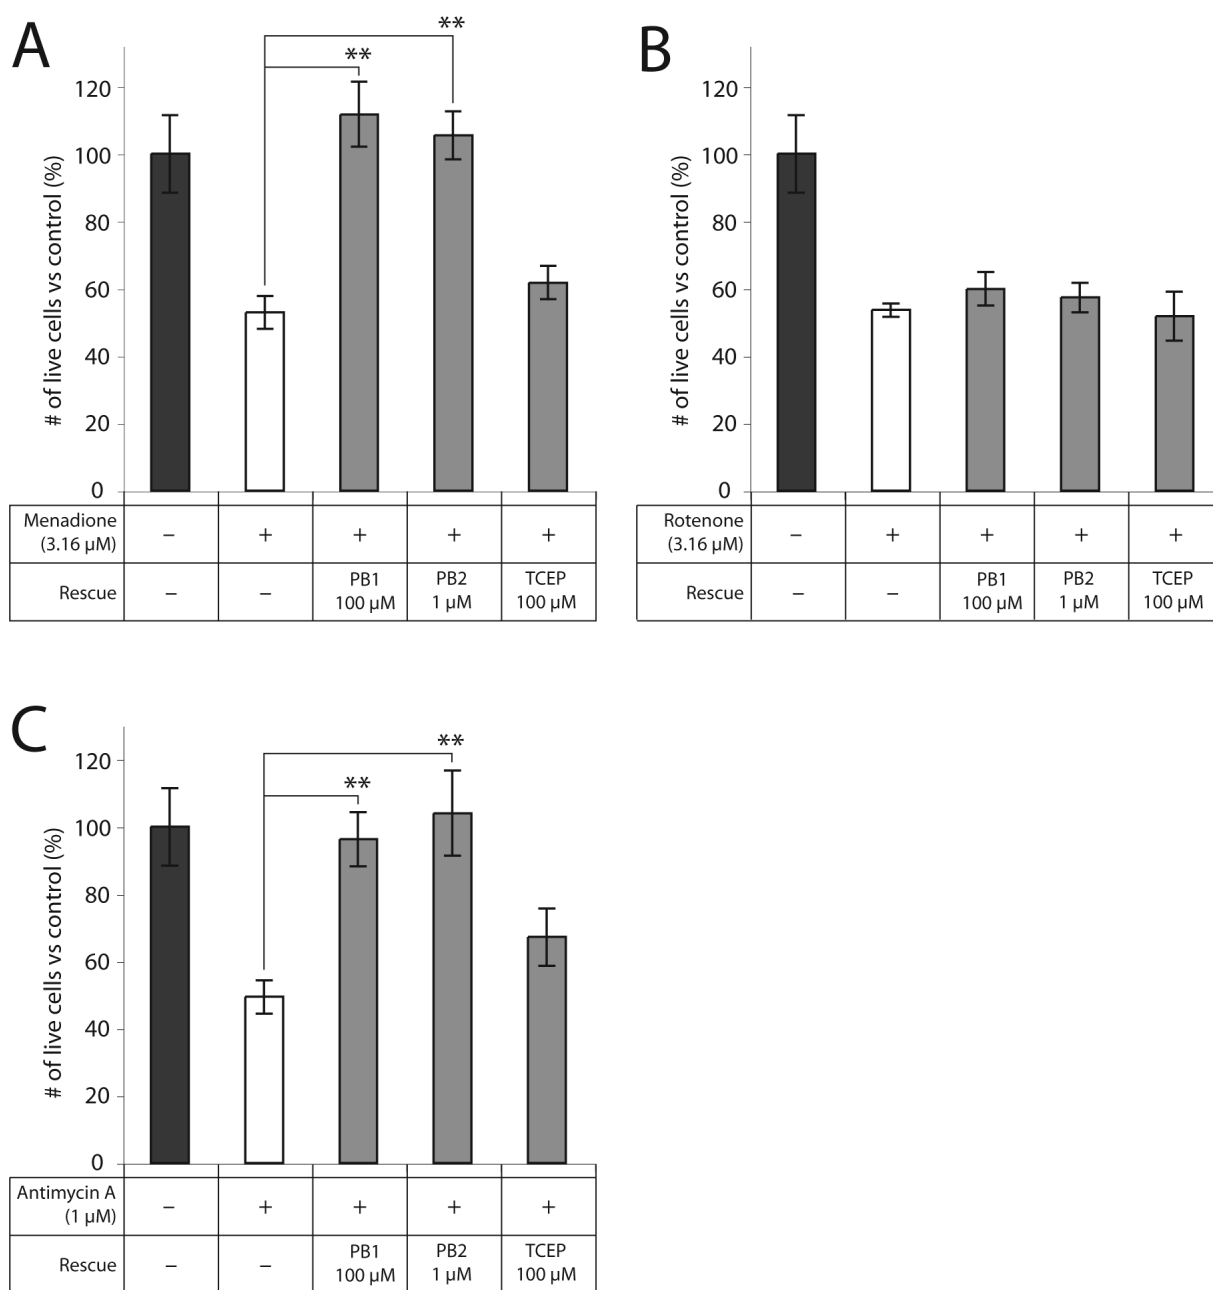 A
# of live cells vs control (%)
120
100
80
60
40
20
0
**
**
Menadione
(3.16 µM)
– + + + +
Rescue
– –
PB1
100 µM
PB2
1 µM
TCEP
100 µM
B
# of live cells vs control (%)
120
100
80
60
40
20
0
Rotenone
(3.16 µM)
– + + + +
Rescue
– –
PB1
100 µM
PB2
1 µM
TCEP
100 µM
C
# of live cells vs control (%)
120
100
80
60
40
20
0
**
**
Antimycin A
(1 µM)
– + + + +
Rescue
– –
PB1
100 µM
PB2
1 µM
TCEP
100 µM